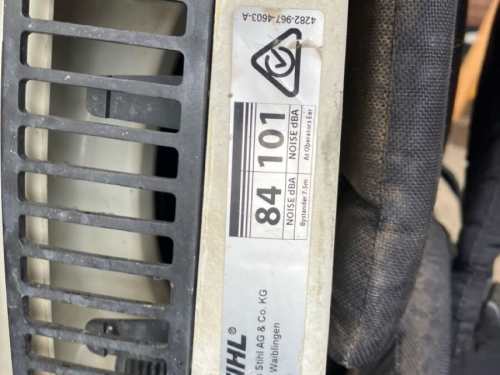 4282-967-4603-A
84 101
NOISE dBA NOISE dBA
Bystander 7.5m At Operators Ear
IHL®
Stihl AG & Co. KG
Waiblingen